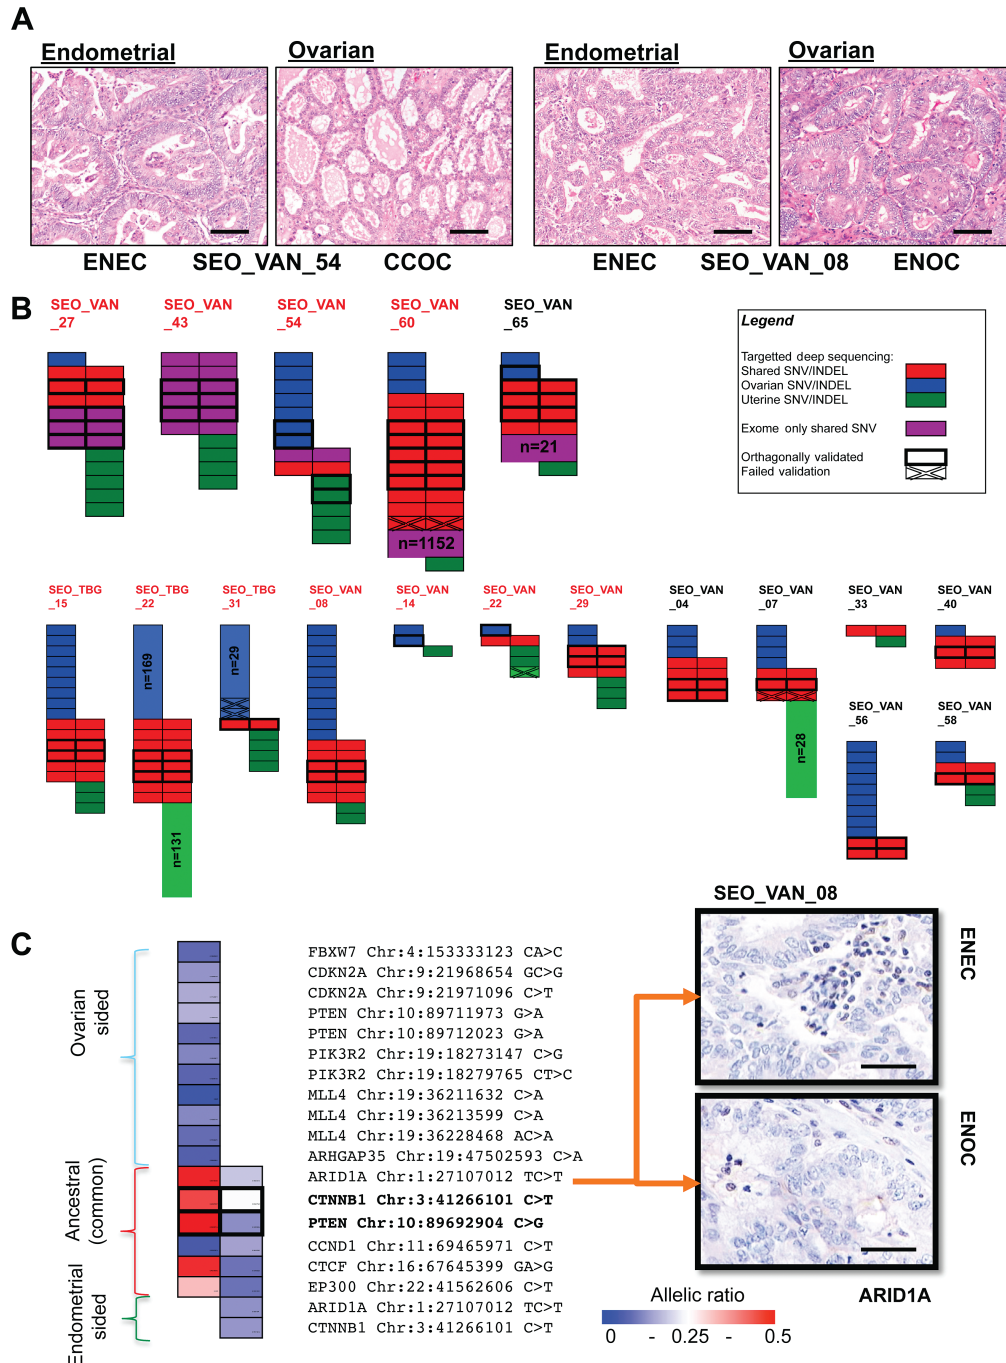 A
Endometrial Ovarian Endometrial Ovarian
ENEC SEO_VAN_54 CCOC ENEC SEO_VAN_08 ENOC
B
SEO_VAN _27
SEO_VAN _43
SEO_VAN _54
SEO_VAN _60
SEO_VAN _65
n=1152
n=21
Legend
Targetted deep sequencing:
Shared SNV/INDEL
Ovarian SNV/INDEL
Uterine SNV/INDEL
Exome only shared SNV
Orthagonally validated
Failed validation
SEO_TBG _15
SEO_TBG _22
SEO_TBG _31
SEO_VAN _08
SEO_VAN _14
SEO_VAN _22
SEO_VAN _29
SEO_VAN _04
SEO_VAN _07
SEO_VAN _33
SEO_VAN _40
n=169
n=131
n=29
n=28
SEO_VAN _56
SEO_VAN _58
C
Ovarian sided
Ancestral (common)
Endometrial sided
FBXW7 Chr:4:153333123 CA>C
CDKN2A Chr:9:21968654 GC>G
CDKN2A Chr:9:21971096 C>T
PTEN Chr:10:89711973 G>A
PTEN Chr:10:89712023 G>A
PIK3R2 Chr:19:18273147 C>G
PIK3R2 Chr:19:18279765 CT>C
MLL4 Chr:19:36211632 C>A
MLL4 Chr:19:36213599 C>A
MLL4 Chr:19:36228468 AC>A
ARHGAP35 Chr:19:47502593 C>A
ARID1A Chr:1:27107012 TC>T
CTNNB1 Chr:3:41266101 C>T
PTEN Chr:10:89692904 C>G
CCND1 Chr:11:69465971 C>T
CTCF Chr:16:67645399 GA>G
EP300 Chr:22:41562606 C>T
ARID1A Chr:1:27107012 TC>T
CTNNB1 Chr:3:41266101 C>T
SEO_VAN_08
ENEC
ENOC
ARID1A
Allelic ratio
0 - 0.25 - 0.5